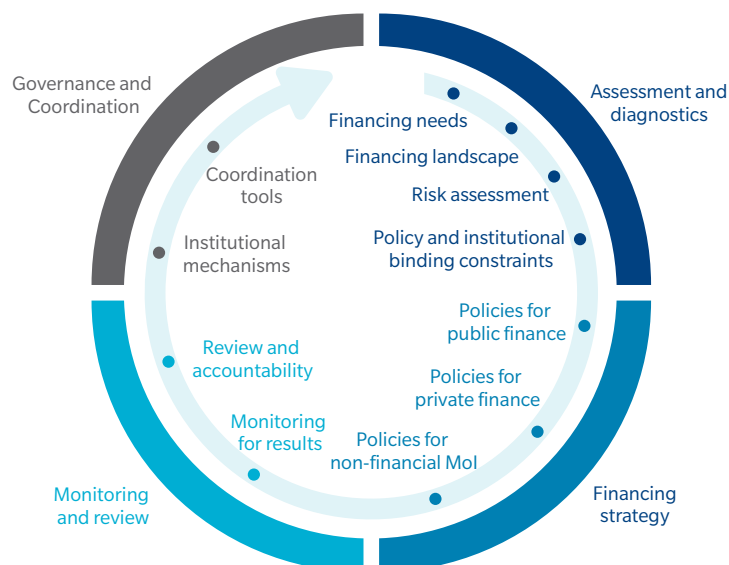 Governance and
Coordination
Assessment and
diagnostics
Financing needs
Financing landscape
Risk assessment
Policy and institutional
binding constraints
Policies for
public finance
Policies for
private finance
Policies for
non-financial MoI
Financing
strategy
Monitoring
for results
Review and
accountability
Monitoring
and review
Institutional
mechanisms
Coordination
tools